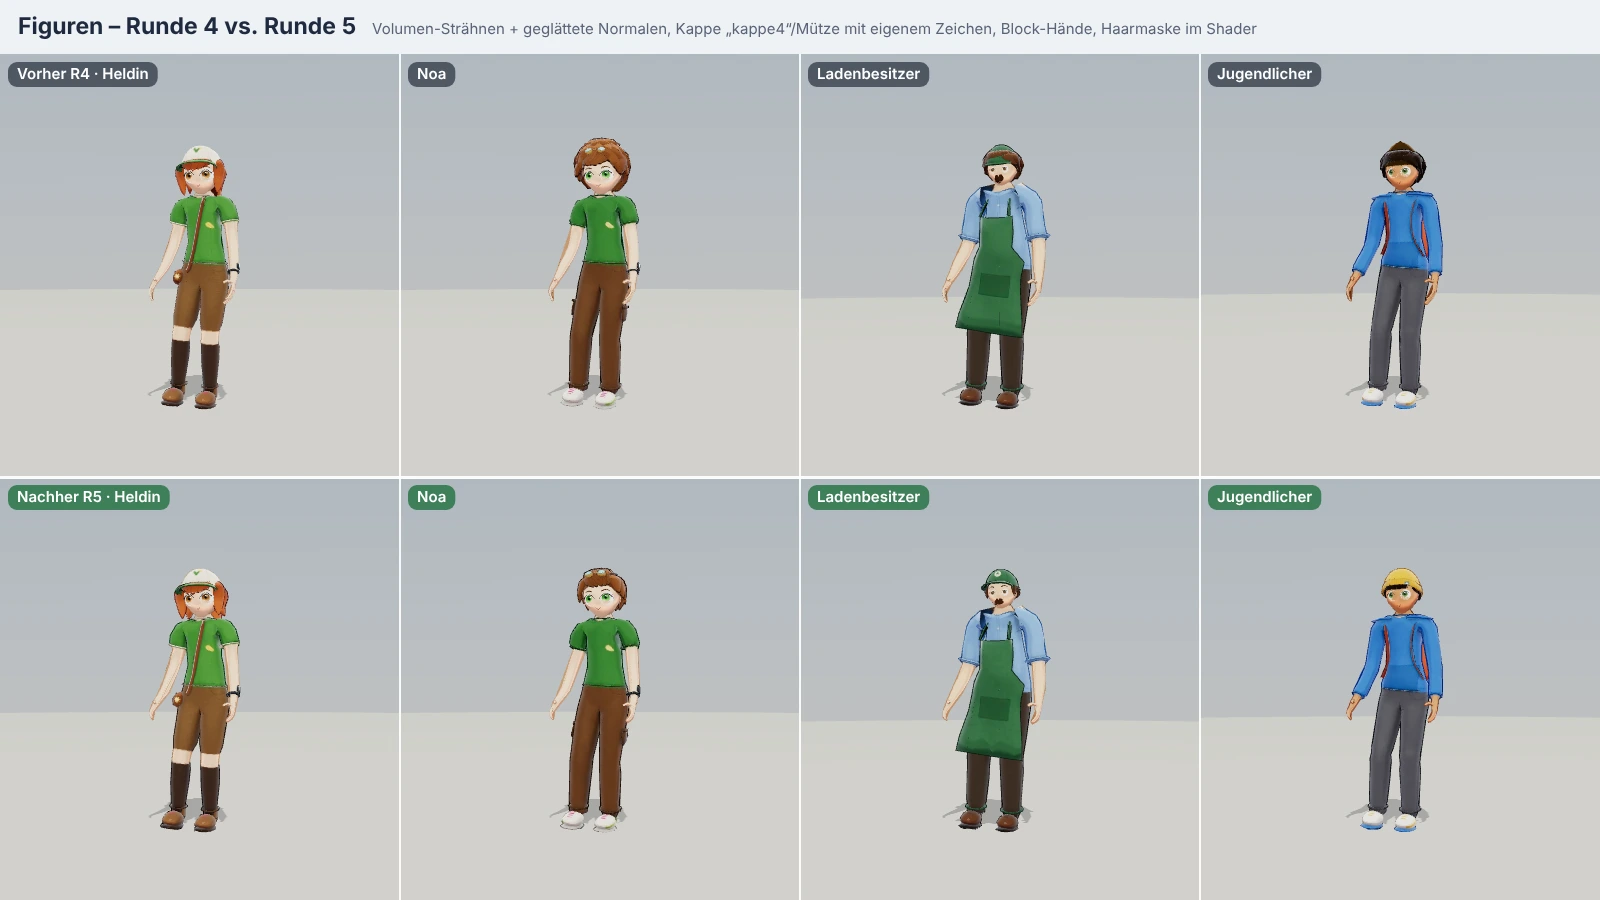 Figuren – Runde 4 vs. Runde 5
Volumen-Strähnen + geglättete Normalen, Kappe „kappe4“/Mütze mit eigenem Zeichen, Block-Hände, Haarmaske im Shader
Vorher R4 · Heldin
Noa
Ladenbesitzer
Jugendlicher
Nachher R5 · Heldin
Noa
Ladenbesitzer
Jugendlicher